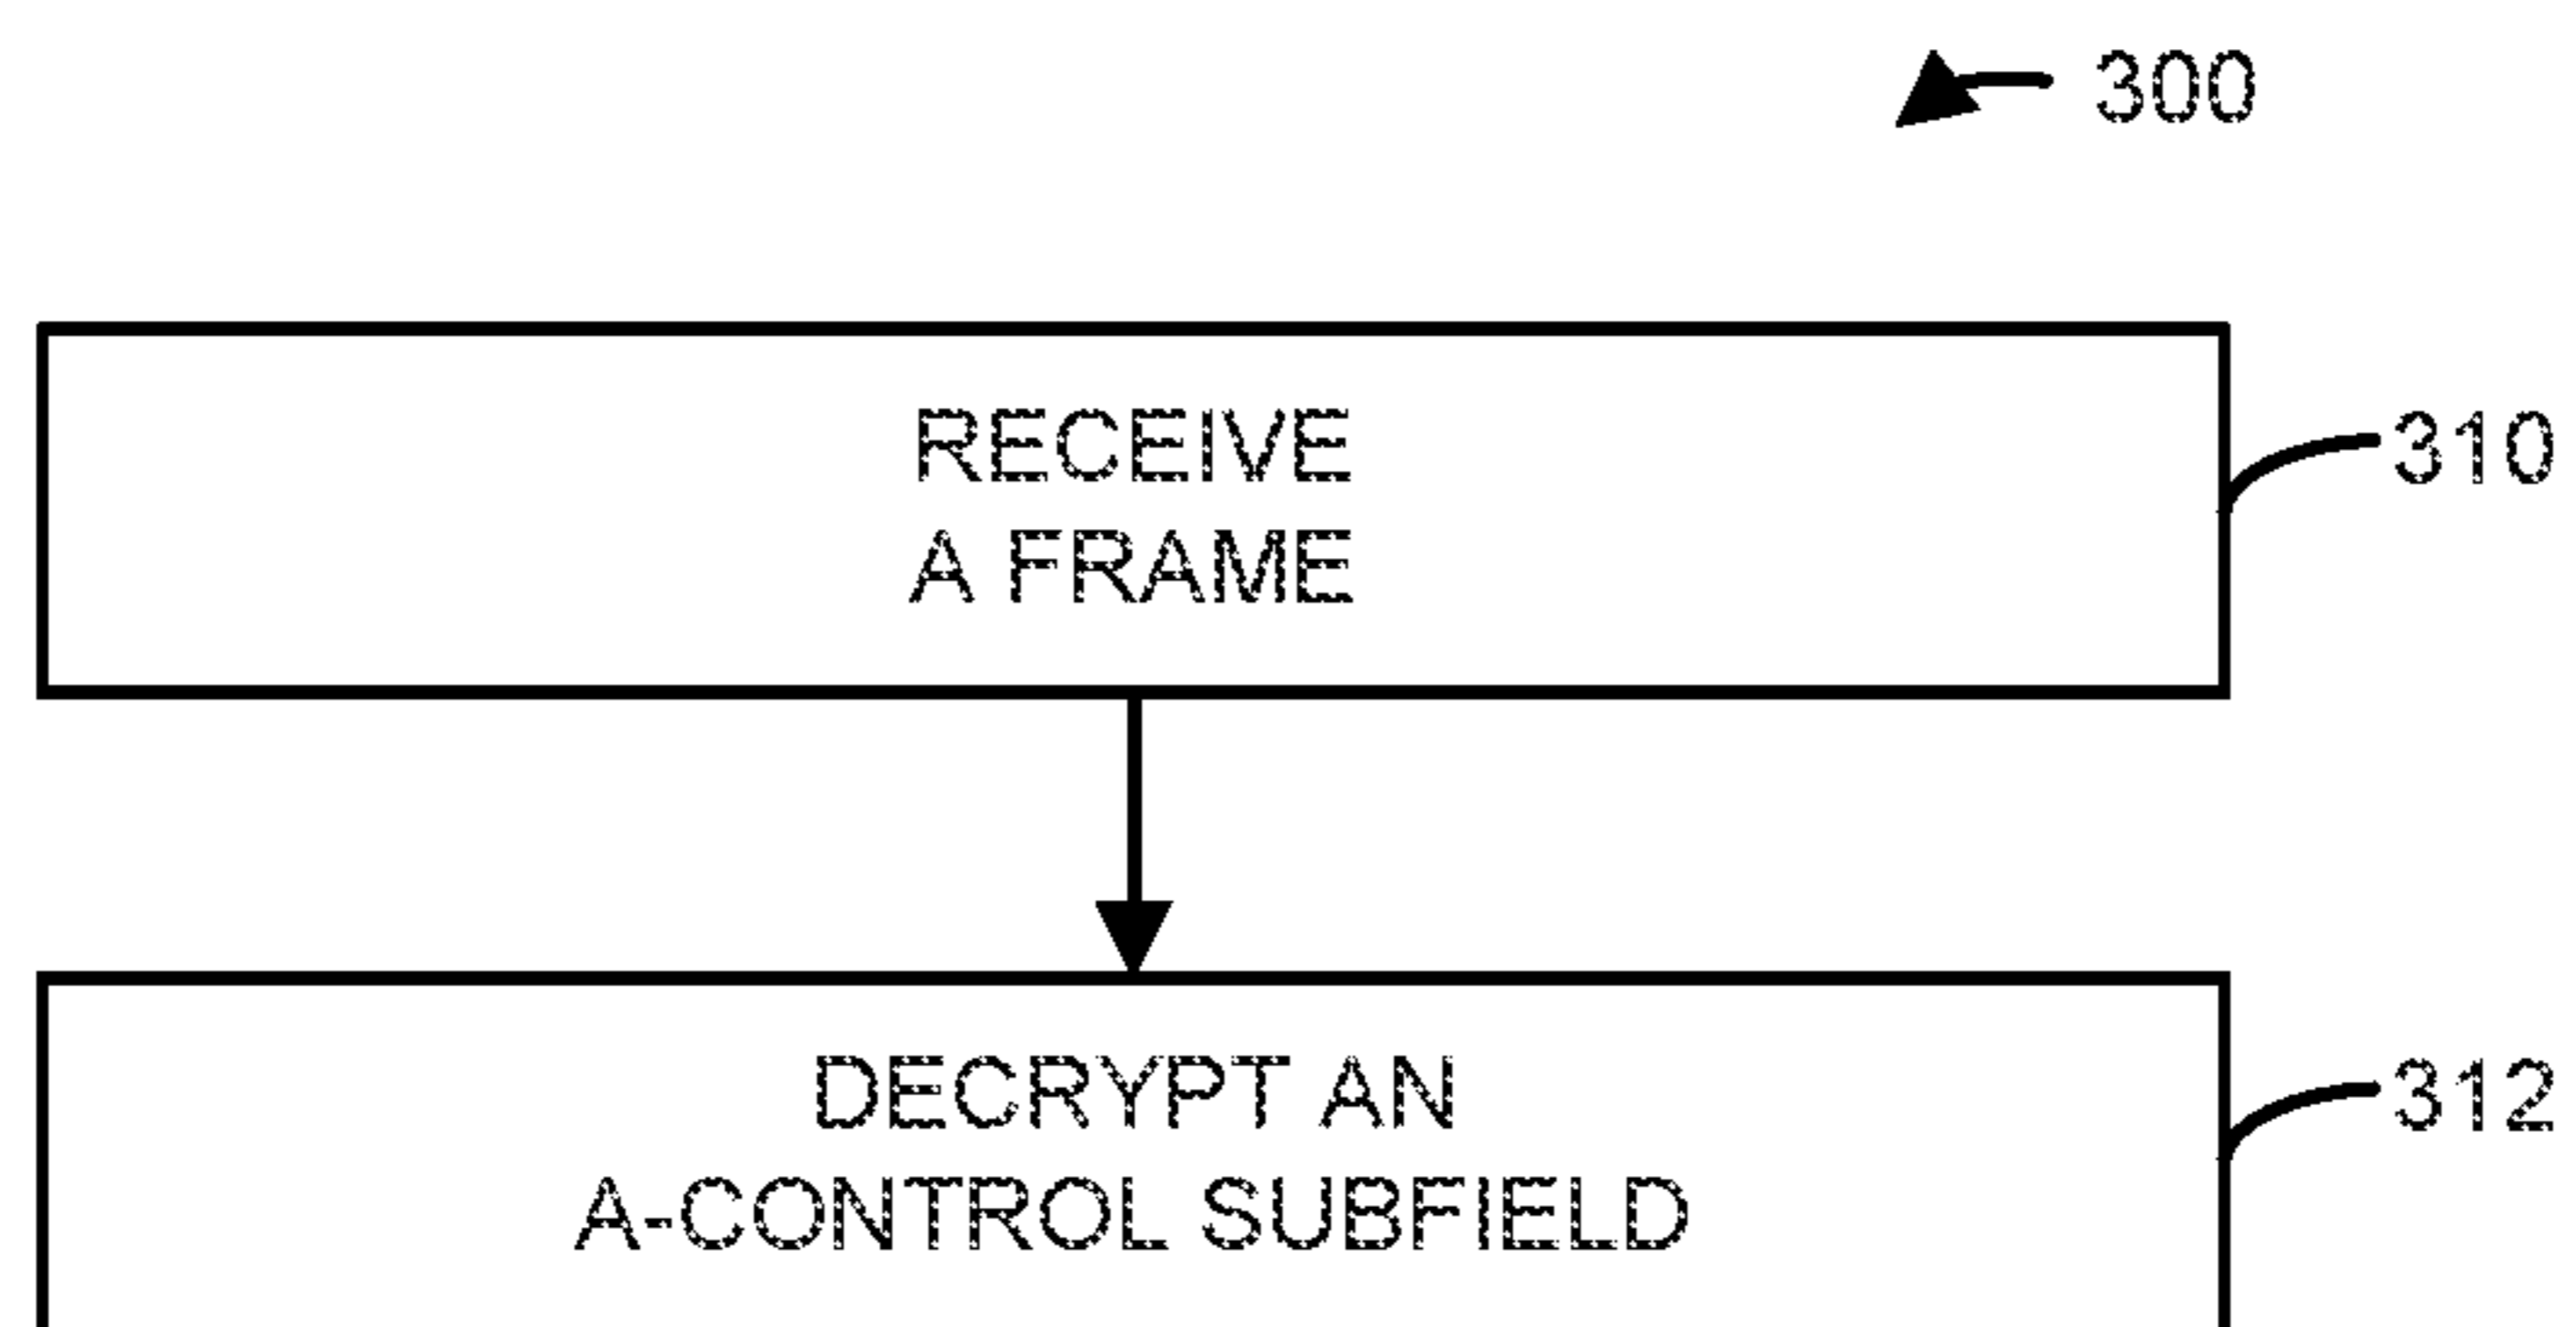 300
RECEIVE
A FRAME
310
DECRYPT AN
A-CONTROL SUBFIELD
312